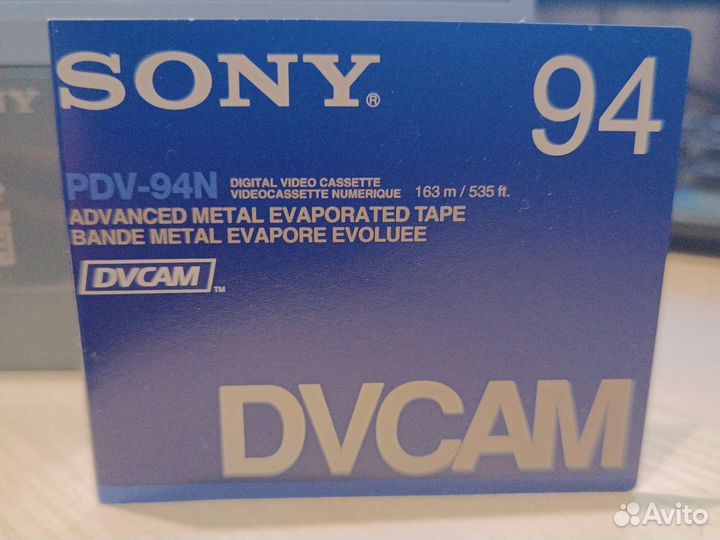 SONY®
94
PDV-94N DIGITAL VIDEO CASSETTE
VIDEOCASSETTE NUMERIQUE 163 m / 535 ft.
ADVANCED METAL EVAPORATED TAPE
BANDE METAL EVAPORE EVOLUEE
DVCAM™
DVCAM
Avito